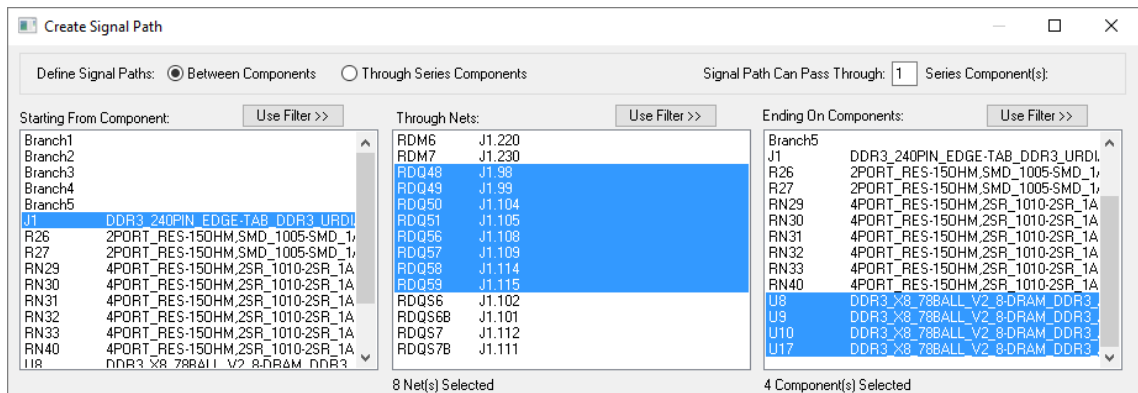 Create Signal Path
Define Signal Paths: Between Components Through Series Components Signal Path Can Pass Through: 1 Series Component(s):
Starting From Component: Use Filter >>
Branch1
Branch2
Branch3
Branch4
Branch5
J1 DDR3_240PIN_EDGE-TAB_DDR3_URDI
R26 2PORT_RES-15OHM,SMD_1005-SMD_1
R27 2PORT_RES-15OHM,SMD_1005-SMD_1
RN29 4PORT_RES-15OHM,2SR_1010-2SR_1A
RN30 4PORT_RES-15OHM,2SR_1010-2SR_1A
RN31 4PORT_RES-15OHM,2SR_1010-2SR_1A
RN32 4PORT_RES-15OHM,2SR_1010-2SR_1A
RN33 4PORT_RES-15OHM,2SR_1010-2SR_1A
RN40 4PORT_RES-15OHM,2SR_1010-2SR_1A
U8 DDR3_X8_78BALL_V2_8-DRAM_DDR3
Through Nets: Use Filter >>
RDM6 J1.220
RDM7 J1.230
RDQ48 J1.98
RDQ49 J1.99
RDQ50 J1.104
RDQ51 J1.105
RDQ56 J1.108
RDQ57 J1.109
RDQ58 J1.114
RDQ59 J1.115
RDQS6 J1.102
RDQS6B J1.101
RDQS7 J1.112
RDQS7B J1.111
8 Net(s) Selected
Ending On Components: Use Filter >>
Branch5
J1 DDR3_240PIN_EDGE-TAB_DDR3_URDI
R26 2PORT_RES-15OHM,SMD_1005-SMD_1
R27 2PORT_RES-15OHM,SMD_1005-SMD_1
RN29 4PORT_RES-15OHM,2SR_1010-2SR_1A
RN30 4PORT_RES-15OHM,2SR_1010-2SR_1A
RN31 4PORT_RES-15OHM,2SR_1010-2SR_1A
RN32 4PORT_RES-15OHM,2SR_1010-2SR_1A
RN33 4PORT_RES-15OHM,2SR_1010-2SR_1A
RN40 4PORT_RES-15OHM,2SR_1010-2SR_1A
U8 DDR3_X8_78BALL_V2_8-DRAM_DDR3_
U9 DDR3_X8_78BALL_V2_8-DRAM_DDR3_
U10 DDR3_X8_78BALL_V2_8-DRAM_DDR3_
U17 DDR3_X8_78BALL_V2_8-DRAM_DDR3_
4 Component(s) Selected